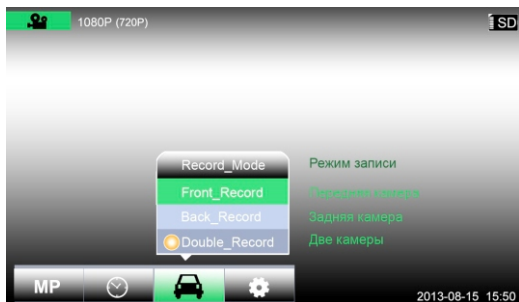 1080P (720P)
SD
Record_Mode Режим записи
Front_Record Передняя камера
Back_Record Задняя камера
Double_Record Две камеры
MP
2013-08-15 15:50